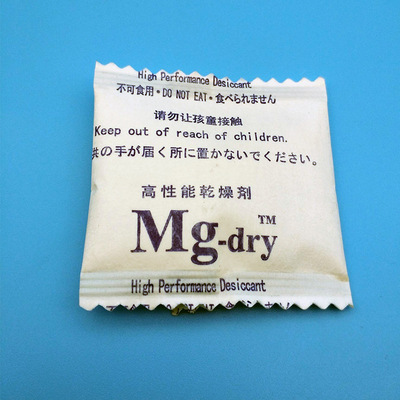 High Performance Desiccant
不可食用*DO NOT EAT*食べられません
请勿让孩童接触
Keep out of reach of children.
供の手が届く所に置かないでください。
高性能乾燥剤
Mg-dry™
High Performance Desiccant